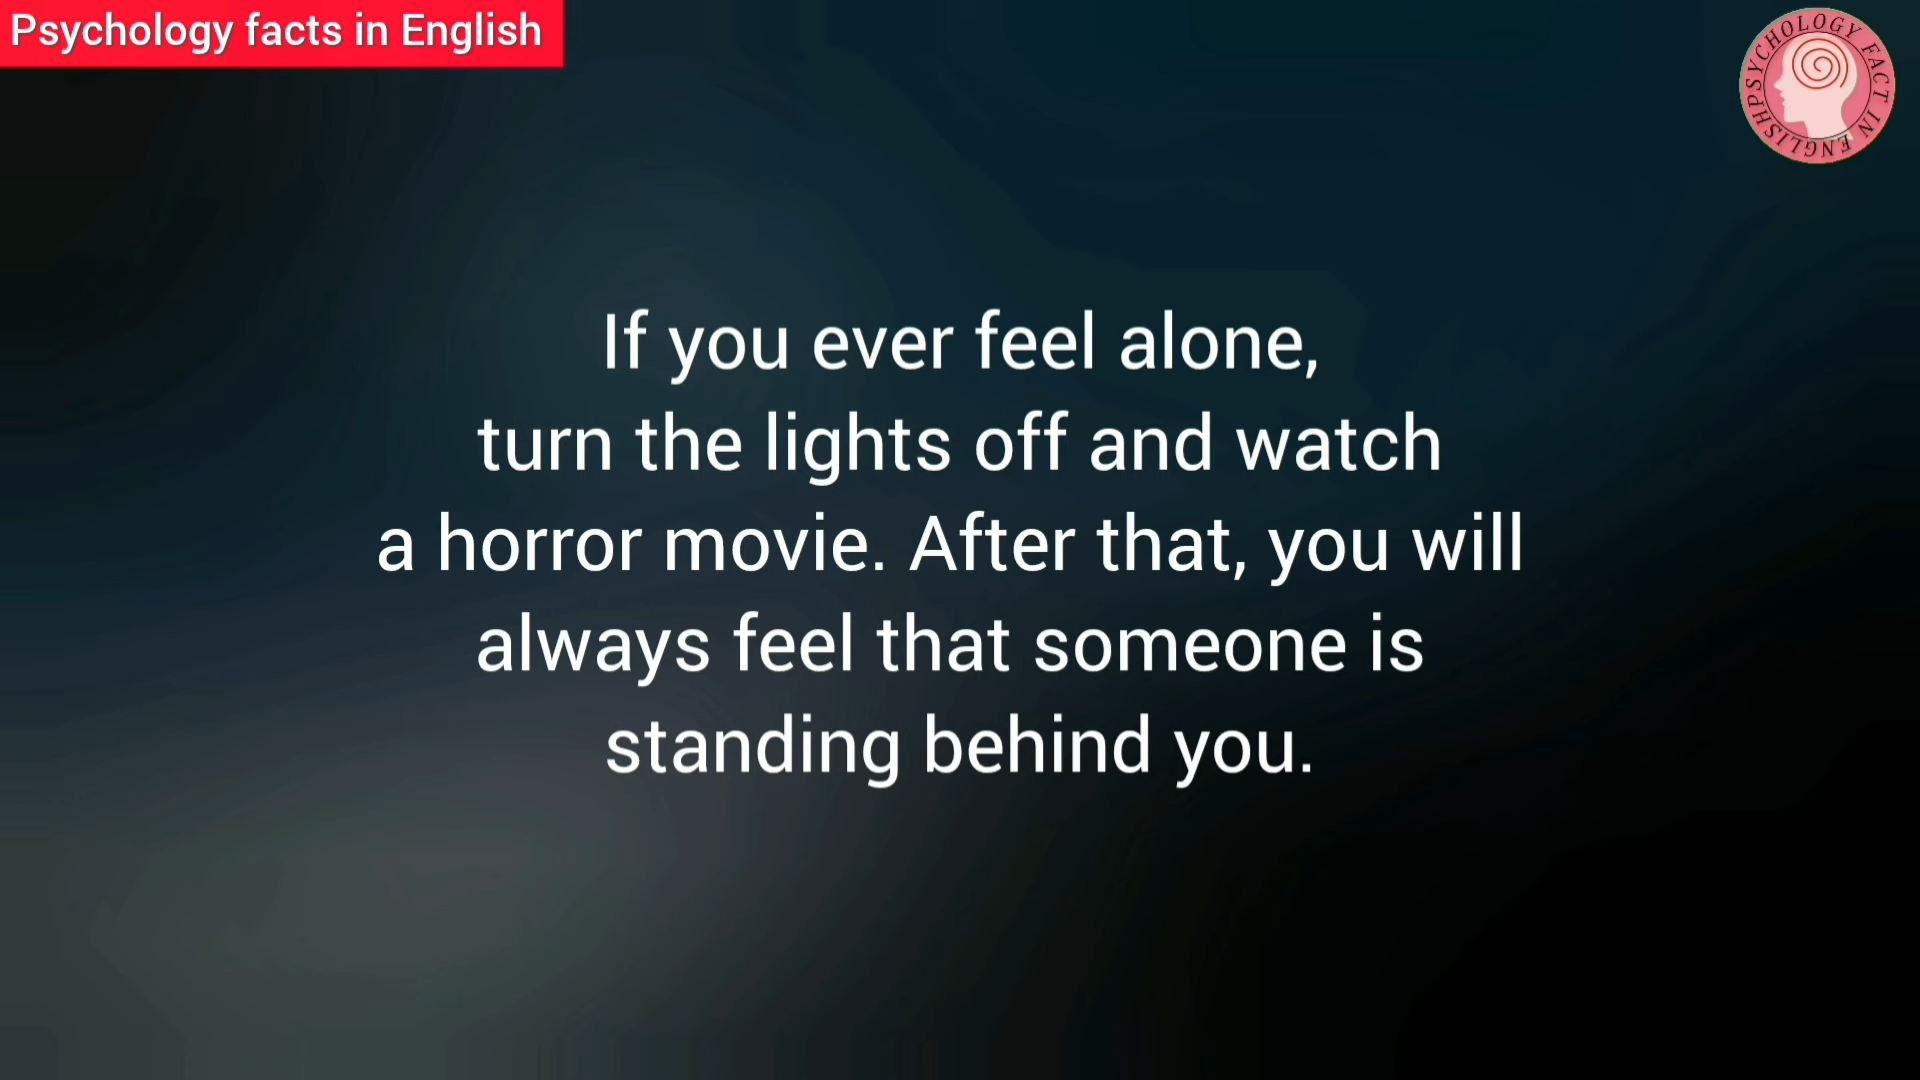 Psychology facts in English
PSYCHOLOGY FACT IN ENGLISH
If you ever feel alone,
turn the lights off and watch
a horror movie. After that, you will
always feel that someone is
standing behind you.